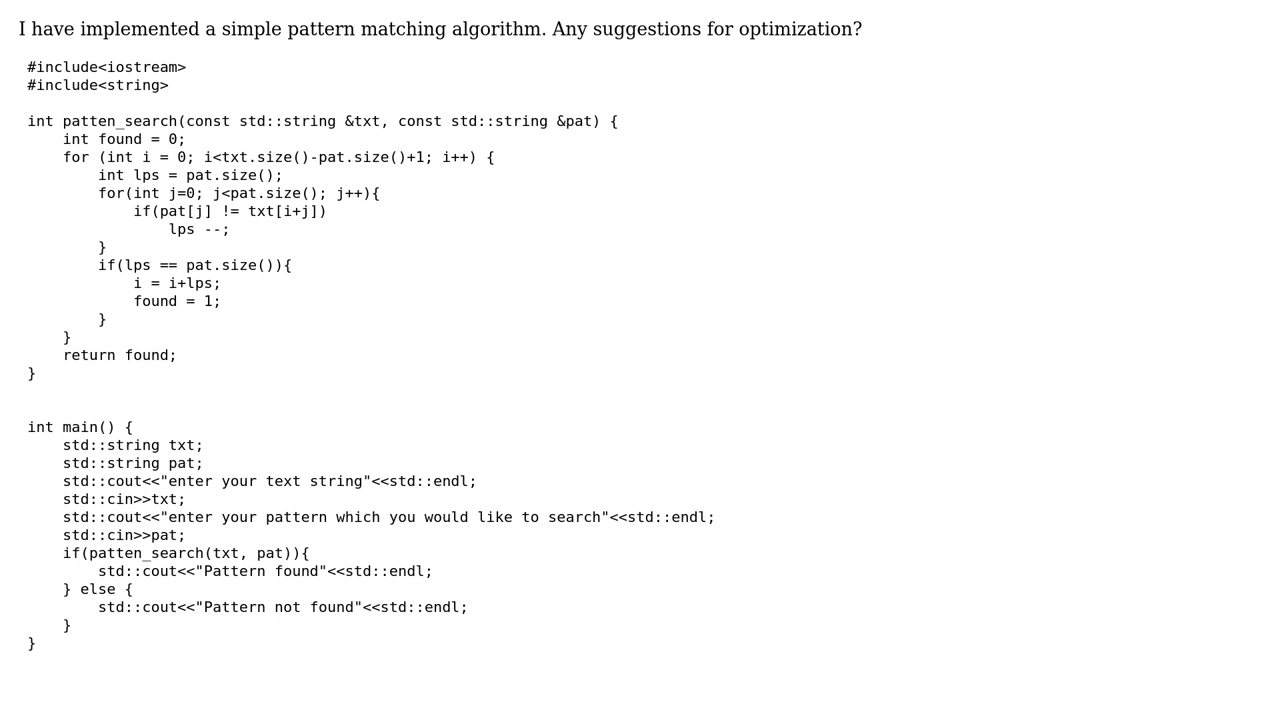 I have implemented a simple pattern matching algorithm. Any suggestions for optimization?
#include<iostream>
#include<string>
int patten_search(const std::string &txt, const std::string &pat) {
    int found = 0;
    for (int i = 0; i<txt.size()-pat.size()+1; i++) {
        int lps = pat.size();
        for(int j=0; j<pat.size(); j++){
            if(pat[j] != txt[i+j])
                lps --;
        }
        if(lps == pat.size()){
            i = i+lps;
            found = 1;
        }
    }
    return found;
}
int main() {
    std::string txt;
    std::string pat;
    std::cout<<"enter your text string"<<std::endl;
    std::cin>>txt;
    std::cout<<"enter your pattern which you would like to search"<<std::endl;
    std::cin>>pat;
    if(patten_search(txt, pat)){
        std::cout<<"Pattern found"<<std::endl;
    } else {
        std::cout<<"Pattern not found"<<std::endl;
    }
}